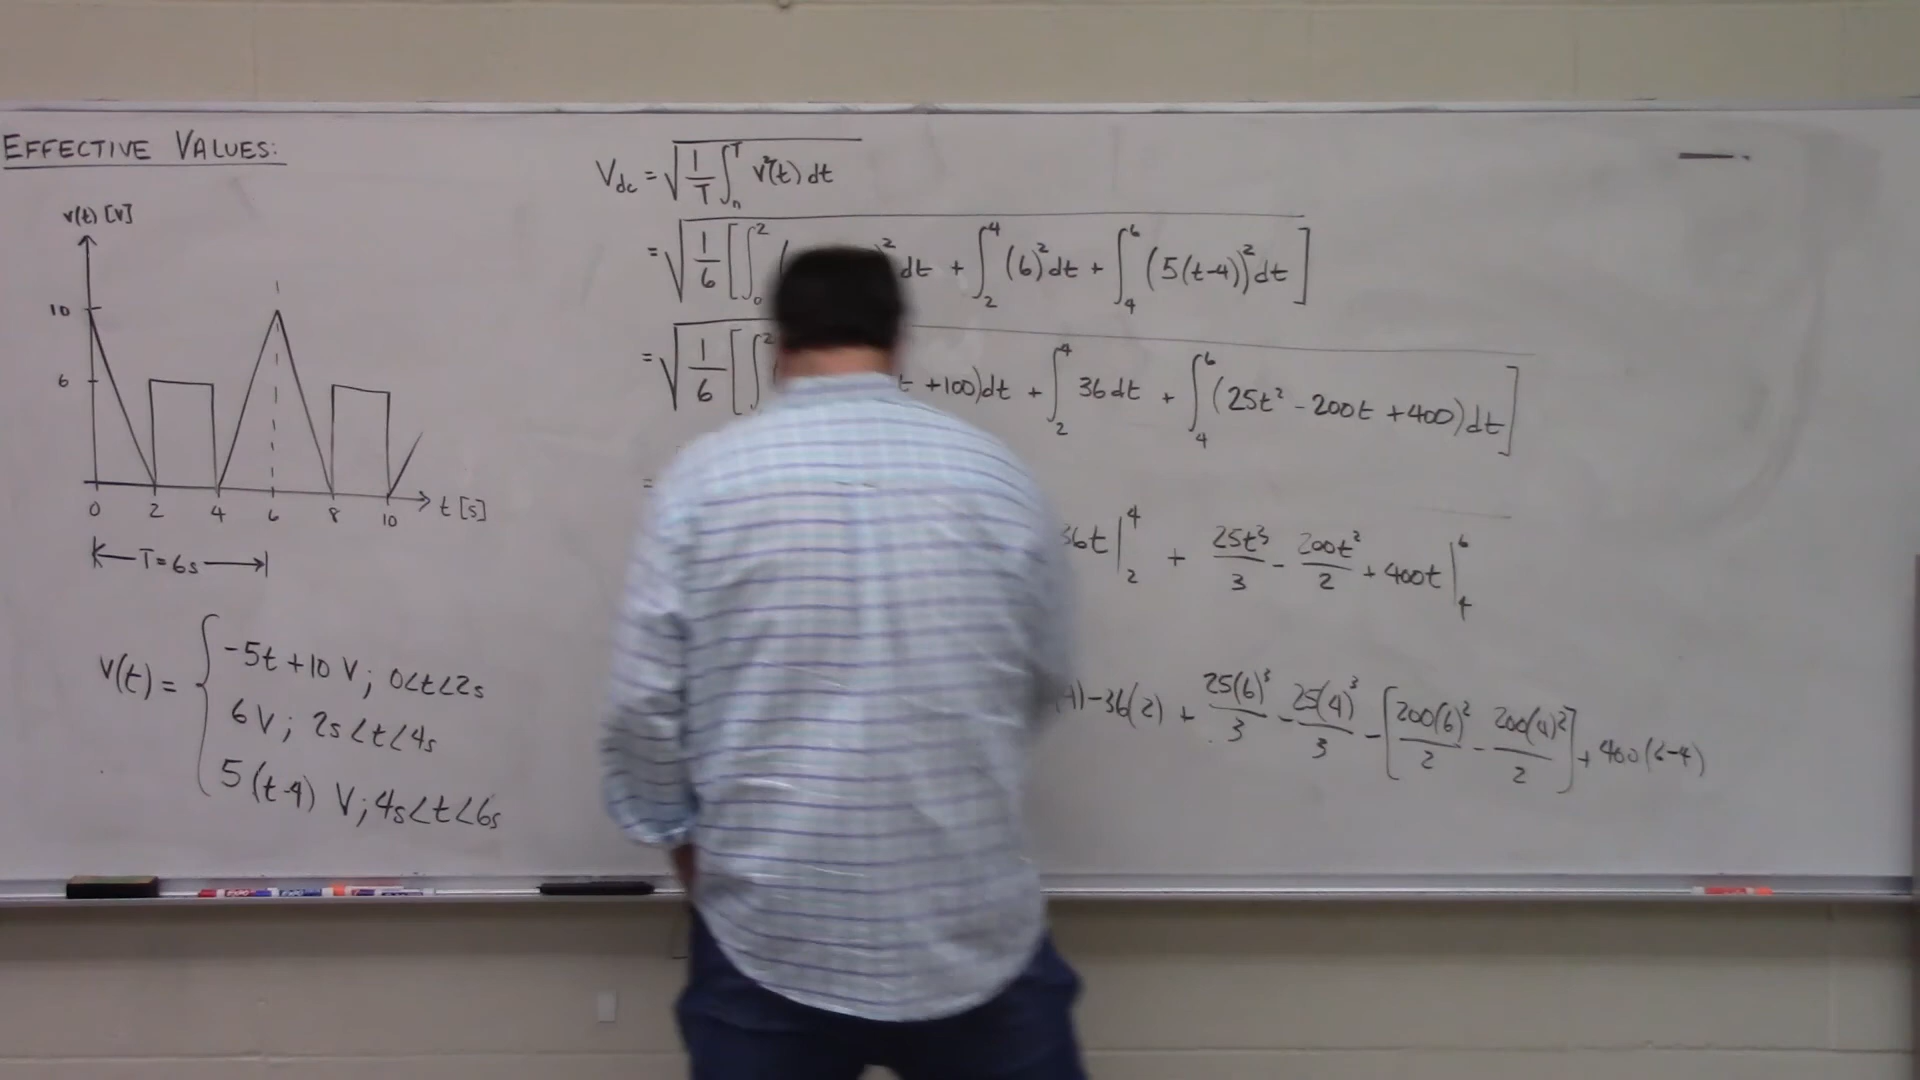 EFFECTIVE VALUES:
v(t) [V]
10
6
0 2 4 6 8 10 t [s]
T=6s
v(t) = { -5t +10 V; 0<t<2s
6 V; 2s<t<4s
5(t-4) V; 4s<t<6s
Vdc = √(1/T ∫ᵀ v²(t) dt)
= √(1/6 [∫₀² ( )² dt + ∫₂⁴ (6)² dt + ∫₄⁶ (5(t-4))² dt])
= √(1/6 [∫² t +100)dt + ∫₂⁴ 36 dt + ∫₄⁶ (25t² - 200t + 400)dt])
= 36t |₂⁴ + 25t³/3 - 200t²/2 + 400t |₄⁶
(4)-36(2) + 25(6)³/3 - 25(4)³/3 - [200(6)²/2 - 200(4)²/2] + 400(6-4)